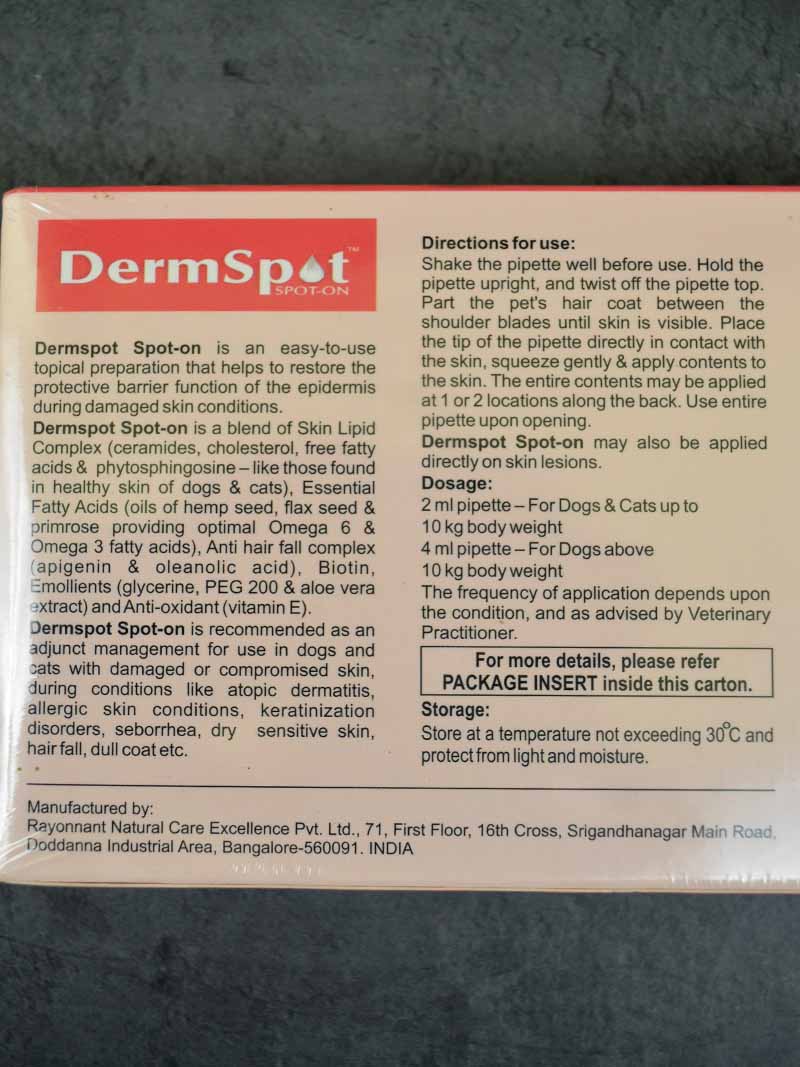 DermSpot™
SPOT-ON
Dermspot Spot-on is an easy-to-use
topical preparation that helps to restore the
protective barrier function of the epidermis
during damaged skin conditions.
Dermspot Spot-on is a blend of Skin Lipid
Complex (ceramides, cholesterol, free fatty
acids & phytosphingosine – like those found
in healthy skin of dogs & cats), Essential
Fatty Acids (oils of hemp seed, flax seed &
primrose providing optimal Omega 6 &
Omega 3 fatty acids), Anti hair fall complex
(apigenin & oleanolic acid), Biotin,
Emollients (glycerine, PEG 200 & aloe vera
extract) and Anti-oxidant (vitamin E).
Dermspot Spot-on is recommended as an
adjunct management for use in dogs and
cats with damaged or compromised skin,
during conditions like atopic dermatitis,
allergic skin conditions, keratinization
disorders, seborrhea, dry sensitive skin,
hair fall, dull coat etc.
Directions for use:
Shake the pipette well before use. Hold the
pipette upright, and twist off the pipette top.
Part the pet's hair coat between the
shoulder blades until skin is visible. Place
the tip of the pipette directly in contact with
the skin, squeeze gently & apply contents to
the skin. The entire contents may be applied
at 1 or 2 locations along the back. Use entire
pipette upon opening.
Dermspot Spot-on may also be applied
directly on skin lesions.
Dosage:
2 ml pipette – For Dogs & Cats up to
10 kg body weight
4 ml pipette – For Dogs above
10 kg body weight
The frequency of application depends upon
the condition, and as advised by Veterinary
Practitioner.
For more details, please refer
PACKAGE INSERT inside this carton.
Storage:
Store at a temperature not exceeding 30°C and
protect from light and moisture.
Manufactured by:
Rayonnant Natural Care Excellence Pvt. Ltd., 71, First Floor, 16th Cross, Srigandhanagar Main Road,
Doddanna Industrial Area, Bangalore-560091. INDIA